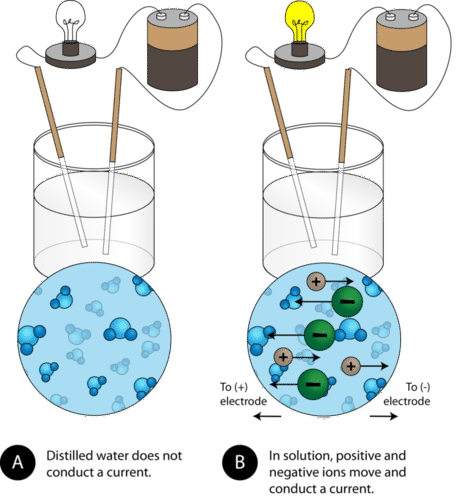 +
+
+
To (+)
electrode
To (-)
electrode
A
Distilled water does not
conduct a current.
B
In solution, positive and
negative ions move and
conduct a current.